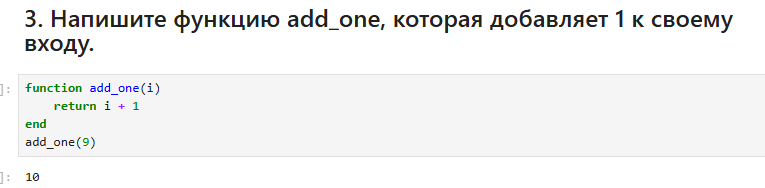 3. Напишите функцию add_one, которая добавляет 1 к своему
входу.
]:
function add_one(i)
    return i + 1
end
add_one(9)
]:
10